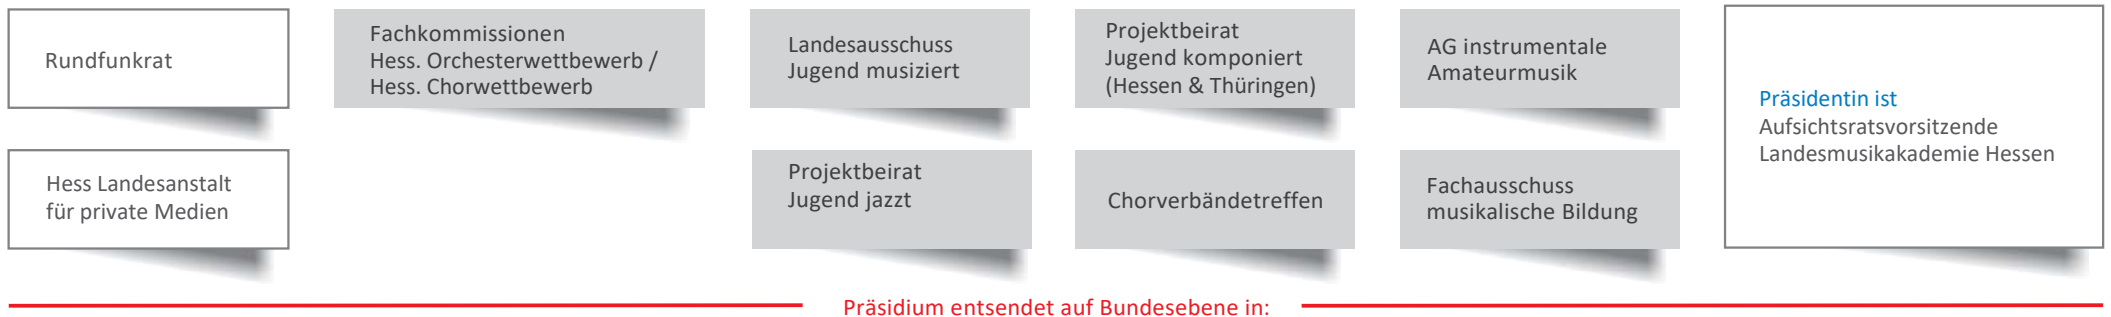 Rundfunkrat
Fachkommissionen
Hess. Orchesterwettbewerb /
Hess. Chorwettbewerb
Landesausschuss
Jugend musiziert
Projektbeirat
Jugend komponiert
(Hessen & Thüringen)
AG instrumentale
Amateurmusik
Präsidentin ist
Aufsichtsratsvorsitzende
Landesmusikakademie Hessen
Hess Landesanstalt
für private Medien
Projektbeirat
Jugend jazzt
Chorverbändetreffen
Fachausschuss
musikalische Bildung
Präsidium entsendet auf Bundesebene in: